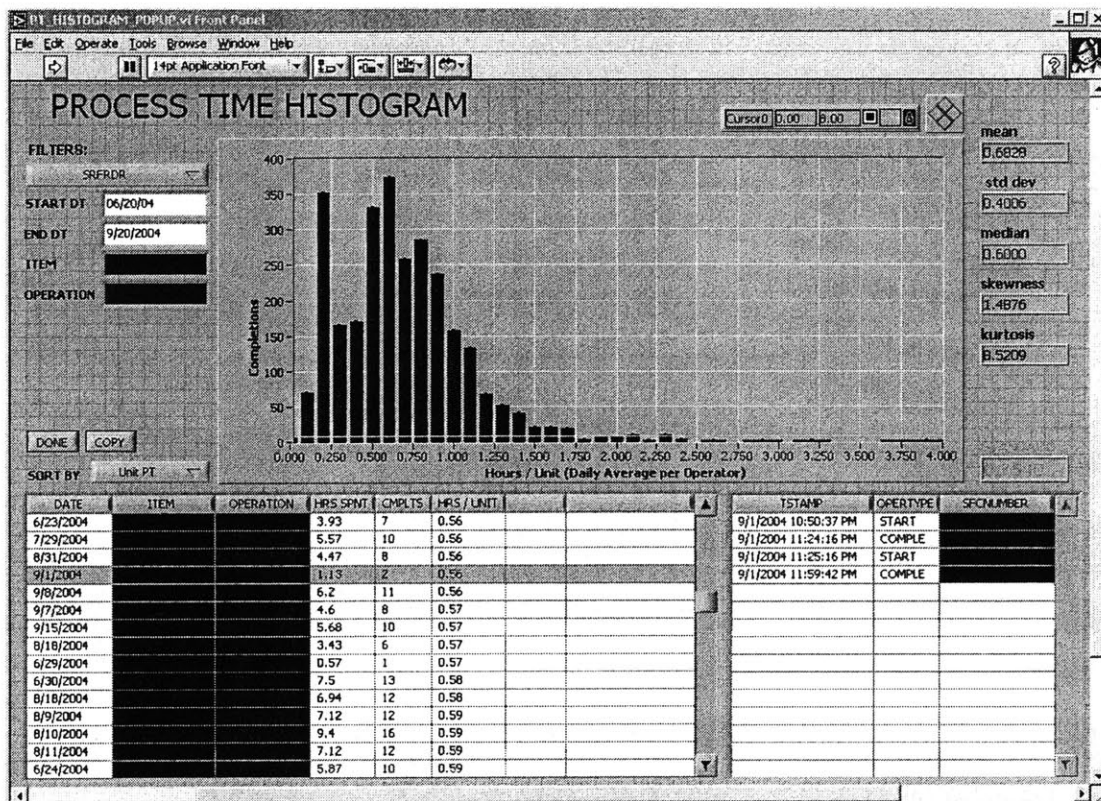 PT_HISTOGRAM_POPUP.vi Front Panel
File Edit Operate Tools Browse Window Help
14pt Application Font
?
PROCESS TIME HISTOGRAM
Cursor0 0.00 8.00
FILTERS:
SRFRDR
START DT 06/20/04
END DT 9/20/2004
ITEM
OPERATION
DONE COPY
SORT BY Unit PT
Completions
400
350
300
250
200
150
100
50
0
0.000 0.250 0.500 0.750 1.000 1.250 1.500 1.750 2.000 2.250 2.500 2.750 3.000 3.250 3.500 3.750 4.000
Hours / Unit (Daily Average per Operator)
mean
0.6828
std dev
0.4006
median
0.6000
skewness
1.4876
kurtosis
8.5209
DATE ITEM OPERATION HRS SPNT CMPLTS HRS / UNIT
6/23/2004 3.93 7 0.56
7/29/2004 5.57 10 0.56
8/31/2004 4.47 8 0.56
9/1/2004 1.13 2 0.56
9/8/2004 6.2 11 0.56
9/7/2004 4.6 8 0.57
9/15/2004 5.68 10 0.57
8/18/2004 3.43 6 0.57
6/29/2004 0.57 1 0.57
6/30/2004 7.5 13 0.58
8/18/2004 6.94 12 0.58
8/9/2004 7.12 12 0.59
8/10/2004 9.4 16 0.59
8/11/2004 7.12 12 0.59
6/24/2004 5.87 10 0.59
TSTAMP OPERTYPE SFCNUMBER
9/1/2004 10:50:37 PM START
9/1/2004 11:24:16 PM COMPLE
9/1/2004 11:25:16 PM START
9/1/2004 11:59:42 PM COMPLE